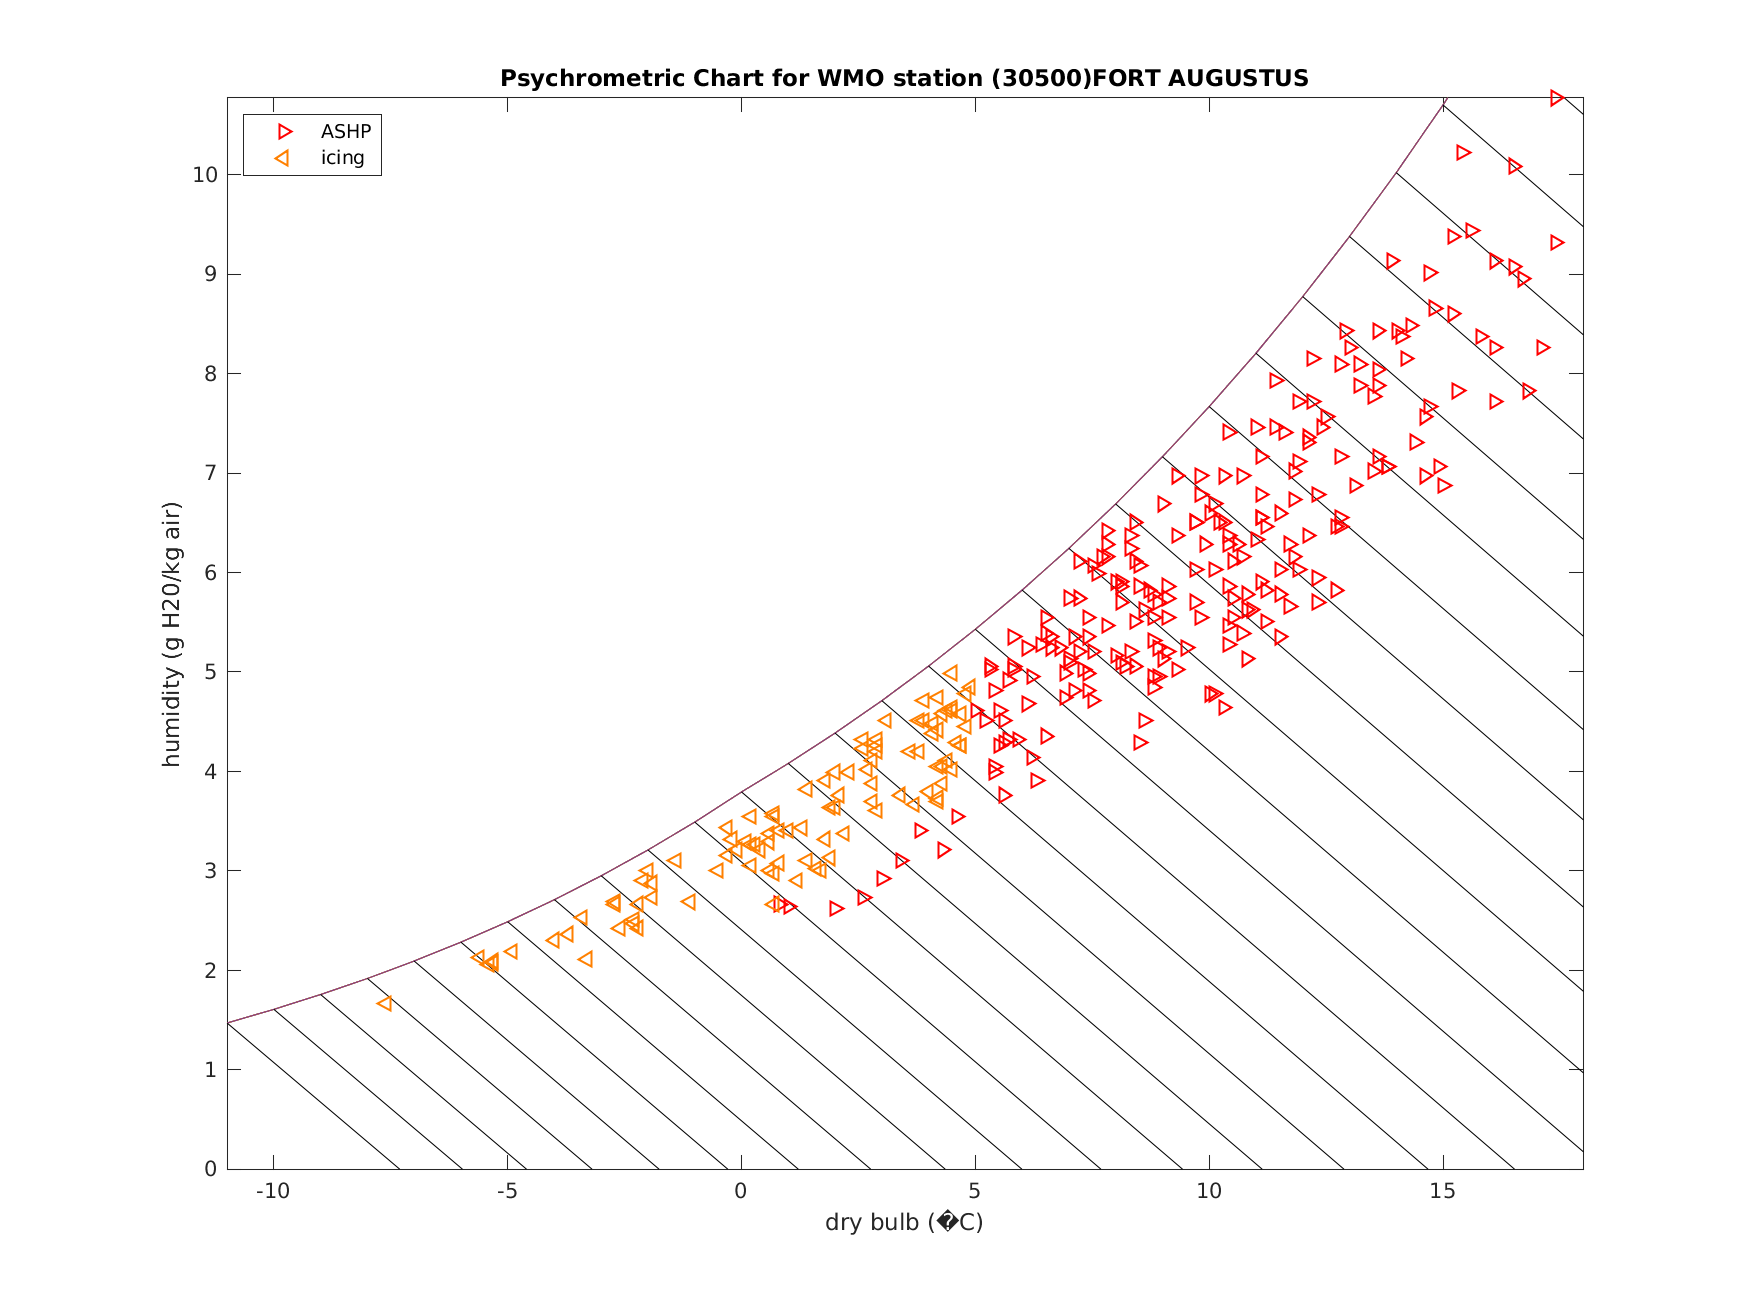 Psychrometric Chart for WMO station (30500)FORT AUGUSTUS
ASHP
icing
humidity (g H20/kg air)
10
9
8
7
6
5
4
3
2
1
0
-10 -5 0 5 10 15
dry bulb (�C)